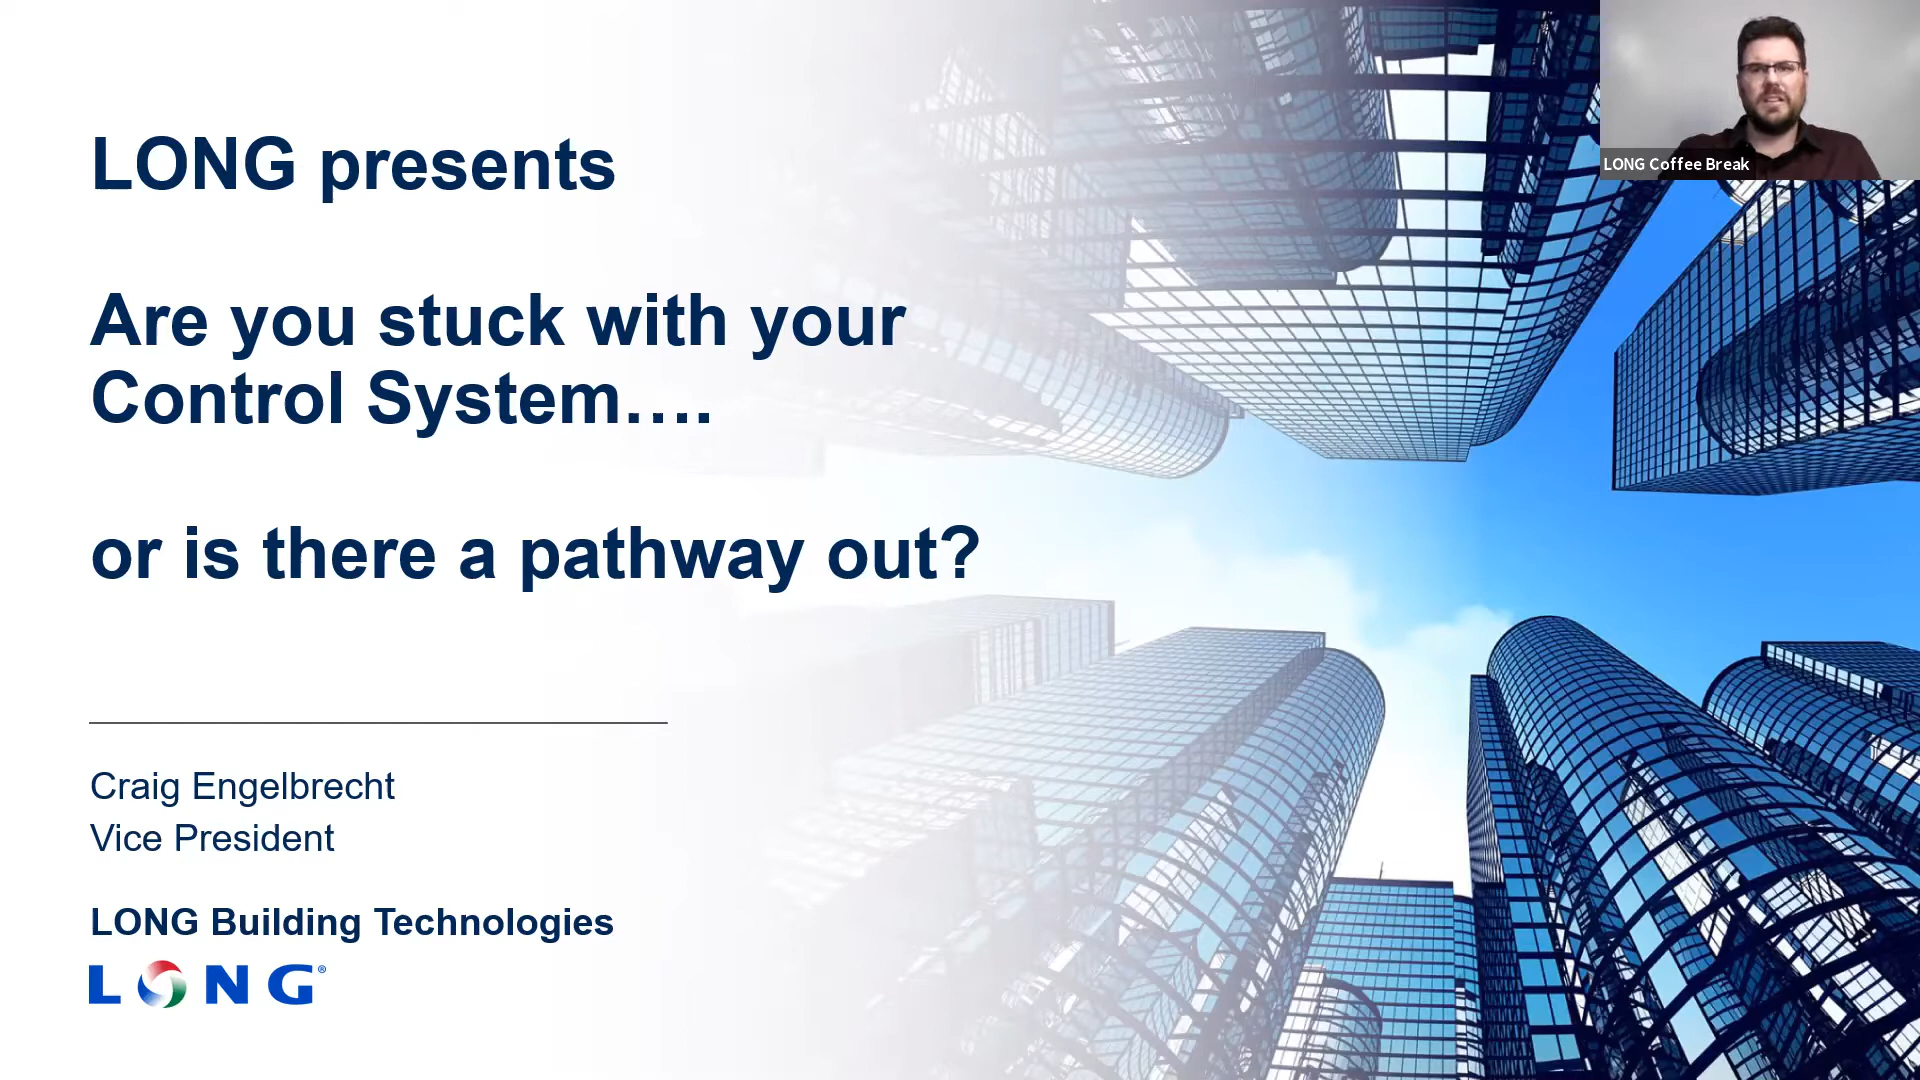 LONG Coffee Break
LONG presents
Are you stuck with your
Control System….
or is there a pathway out?
Craig Engelbrecht
Vice President
LONG Building Technologies
LONG®